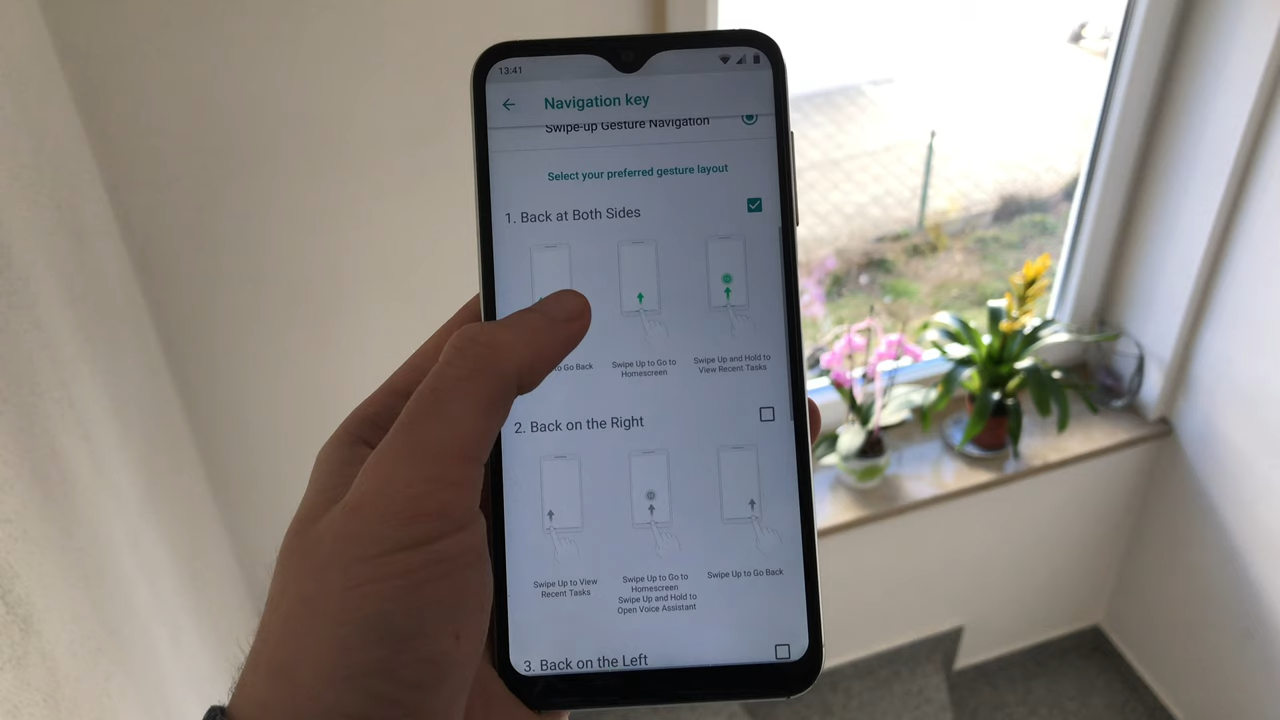 13:41
Navigation key
Swipe-up Gesture Navigation
Select your preferred gesture layout
1. Back at Both Sides
to Go Back
Swipe Up to Go to
Homescreen
Swipe Up and Hold to
View Recent Tasks
2. Back on the Right
Swipe Up to View
Recent Tasks
Swipe Up to Go to
Homescreen
Swipe Up and Hold to
Open Voice Assistant
Swipe Up to Go Back
3. Back on the Left